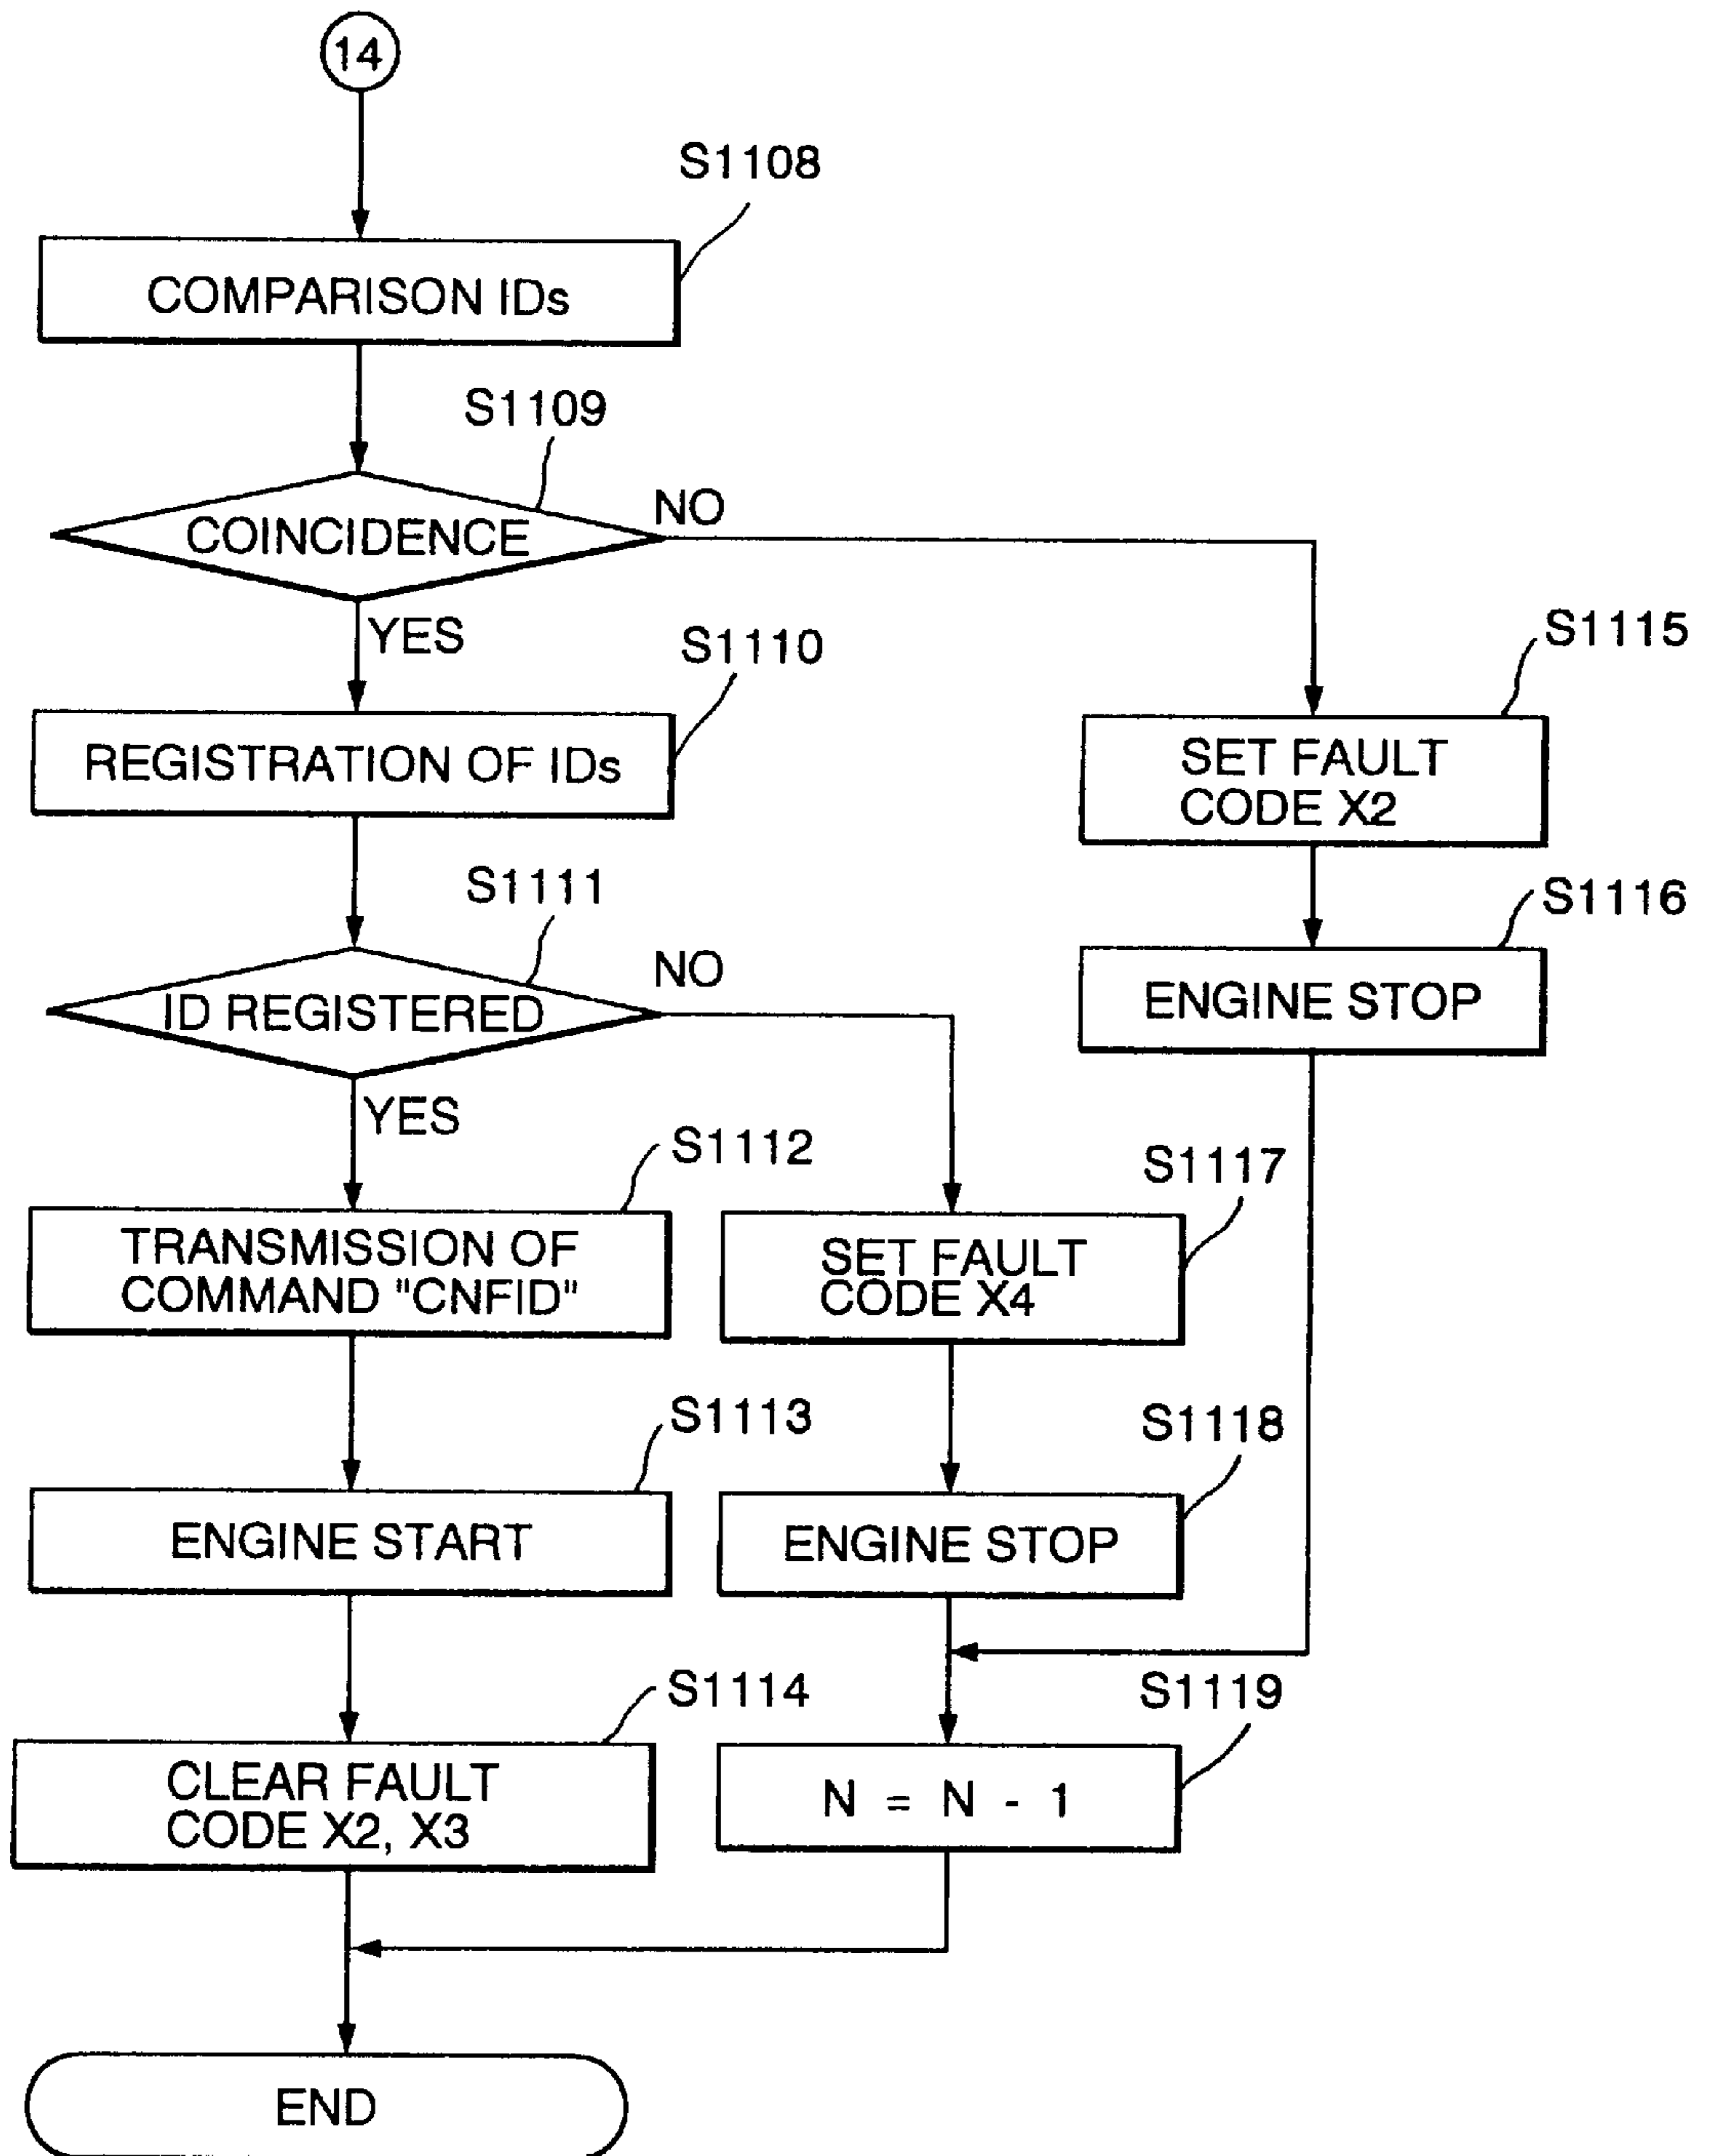 14
S1108
COMPARISON IDs
S1109
COINCIDENCE
NO
YES
S1110
REGISTRATION OF IDs
S1115
SET FAULT
CODE X2
S1111
ID REGISTERED
NO
YES
S1116
ENGINE STOP
S1112
TRANSMISSION OF
COMMAND "CNFID"
S1117
SET FAULT
CODE X4
S1113
ENGINE START
S1118
ENGINE STOP
S1114
CLEAR FAULT
CODE X2, X3
S1119
N = N - 1
END